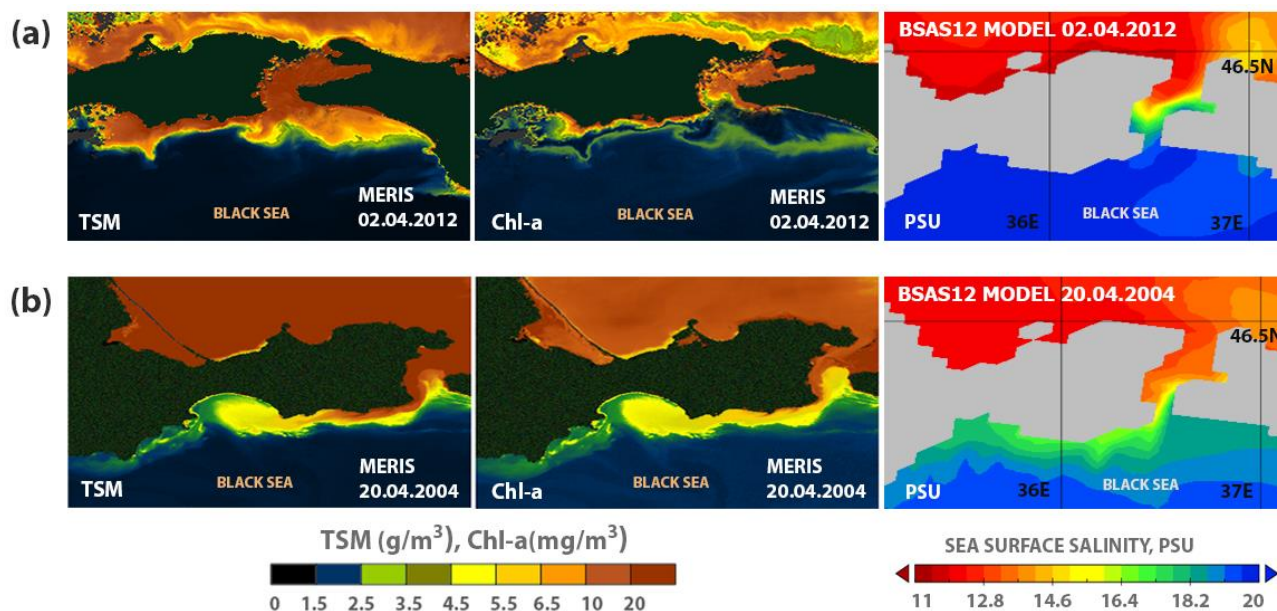 (a)
TSM
BLACK SEA
MERIS
02.04.2012
Chl-a
BLACK SEA
MERIS
02.04.2012
BSAS12 MODEL 02.04.2012
46.5N
PSU
36E
BLACK SEA
37E
(b)
TSM
BLACK SEA
MERIS
20.04.2004
Chl-a
BLACK SEA
MERIS
20.04.2004
BSAS12 MODEL 20.04.2004
46.5N
PSU
36E
BLACK SEA
37E
TSM (g/m³), Chl-a(mg/m³)
0 1.5 2.5 3.5 4.5 5.5 6.5 10 20
SEA SURFACE SALINITY, PSU
11 12.8 14.6 16.4 18.2 20